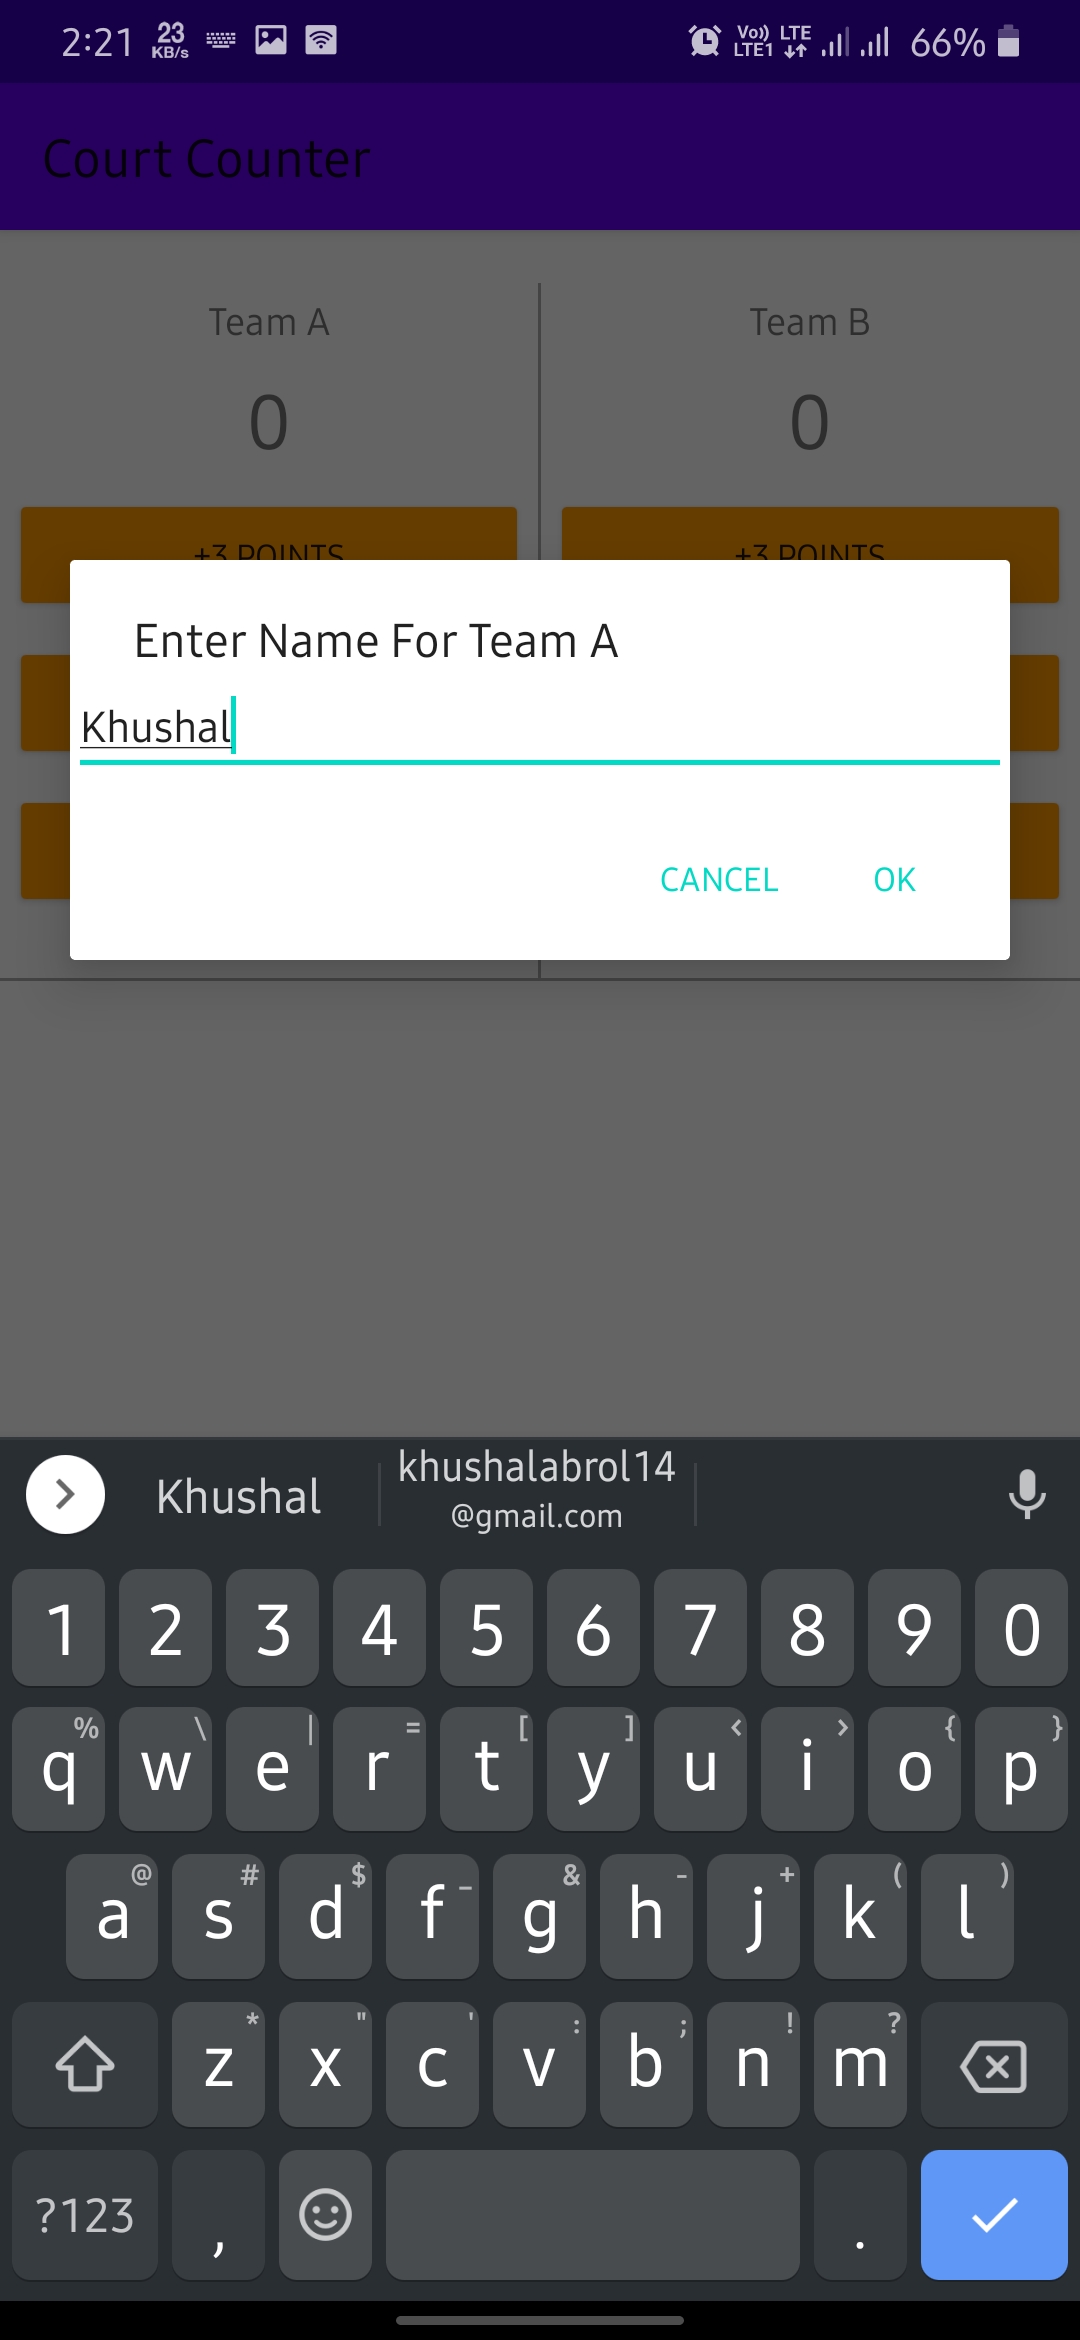 2:21 23 KB/s Vo)) LTE1 LTE 66%
Court Counter
Team A Team B
0 0
+3 POINTS +3 POINTS
Enter Name For Team A
Khushal
CANCEL OK
Khushal khushalabrol14
@gmail.com
1 2 3 4 5 6 7 8 9 0
% \ | = [ ] < > { }
q w e r t y u i o p
@ # $ _ & - + ( )
a s d f g h j k l
* " ' : ; ! ?
z x c v b n m
?123 , .